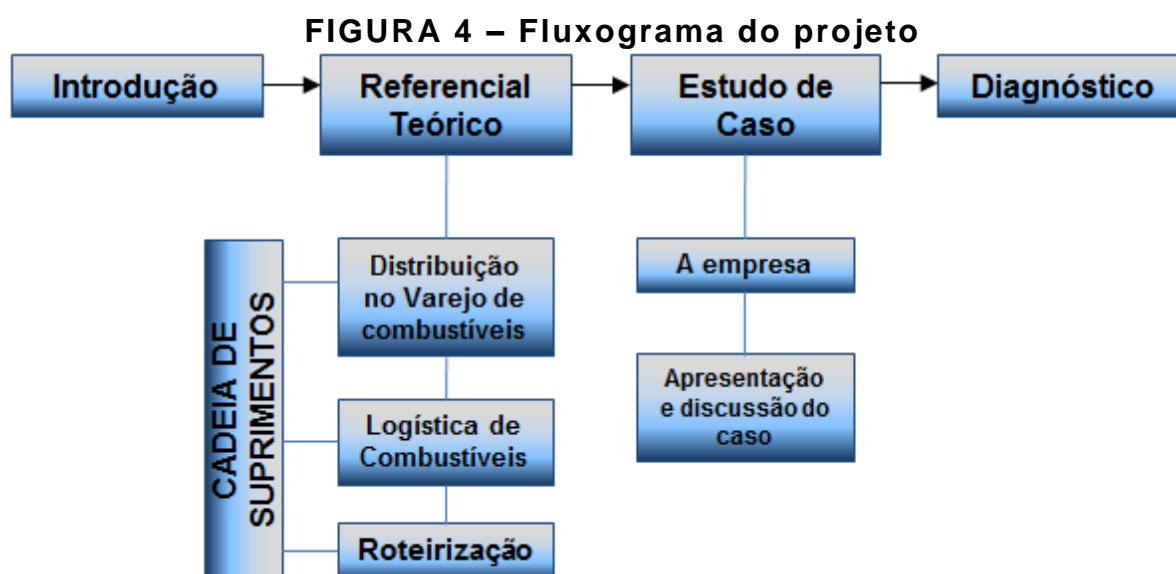 FIGURA 4 – Fluxograma do projeto
Introdução
Referencial
Teórico
Estudo de
Caso
Diagnóstico
CADEIA DE
SUPRIMENTOS
Distribuição
no Varejo de
combustíveis
Logística de
Combustíveis
Roteirização
A empresa
Apresentação
e discussão do
caso